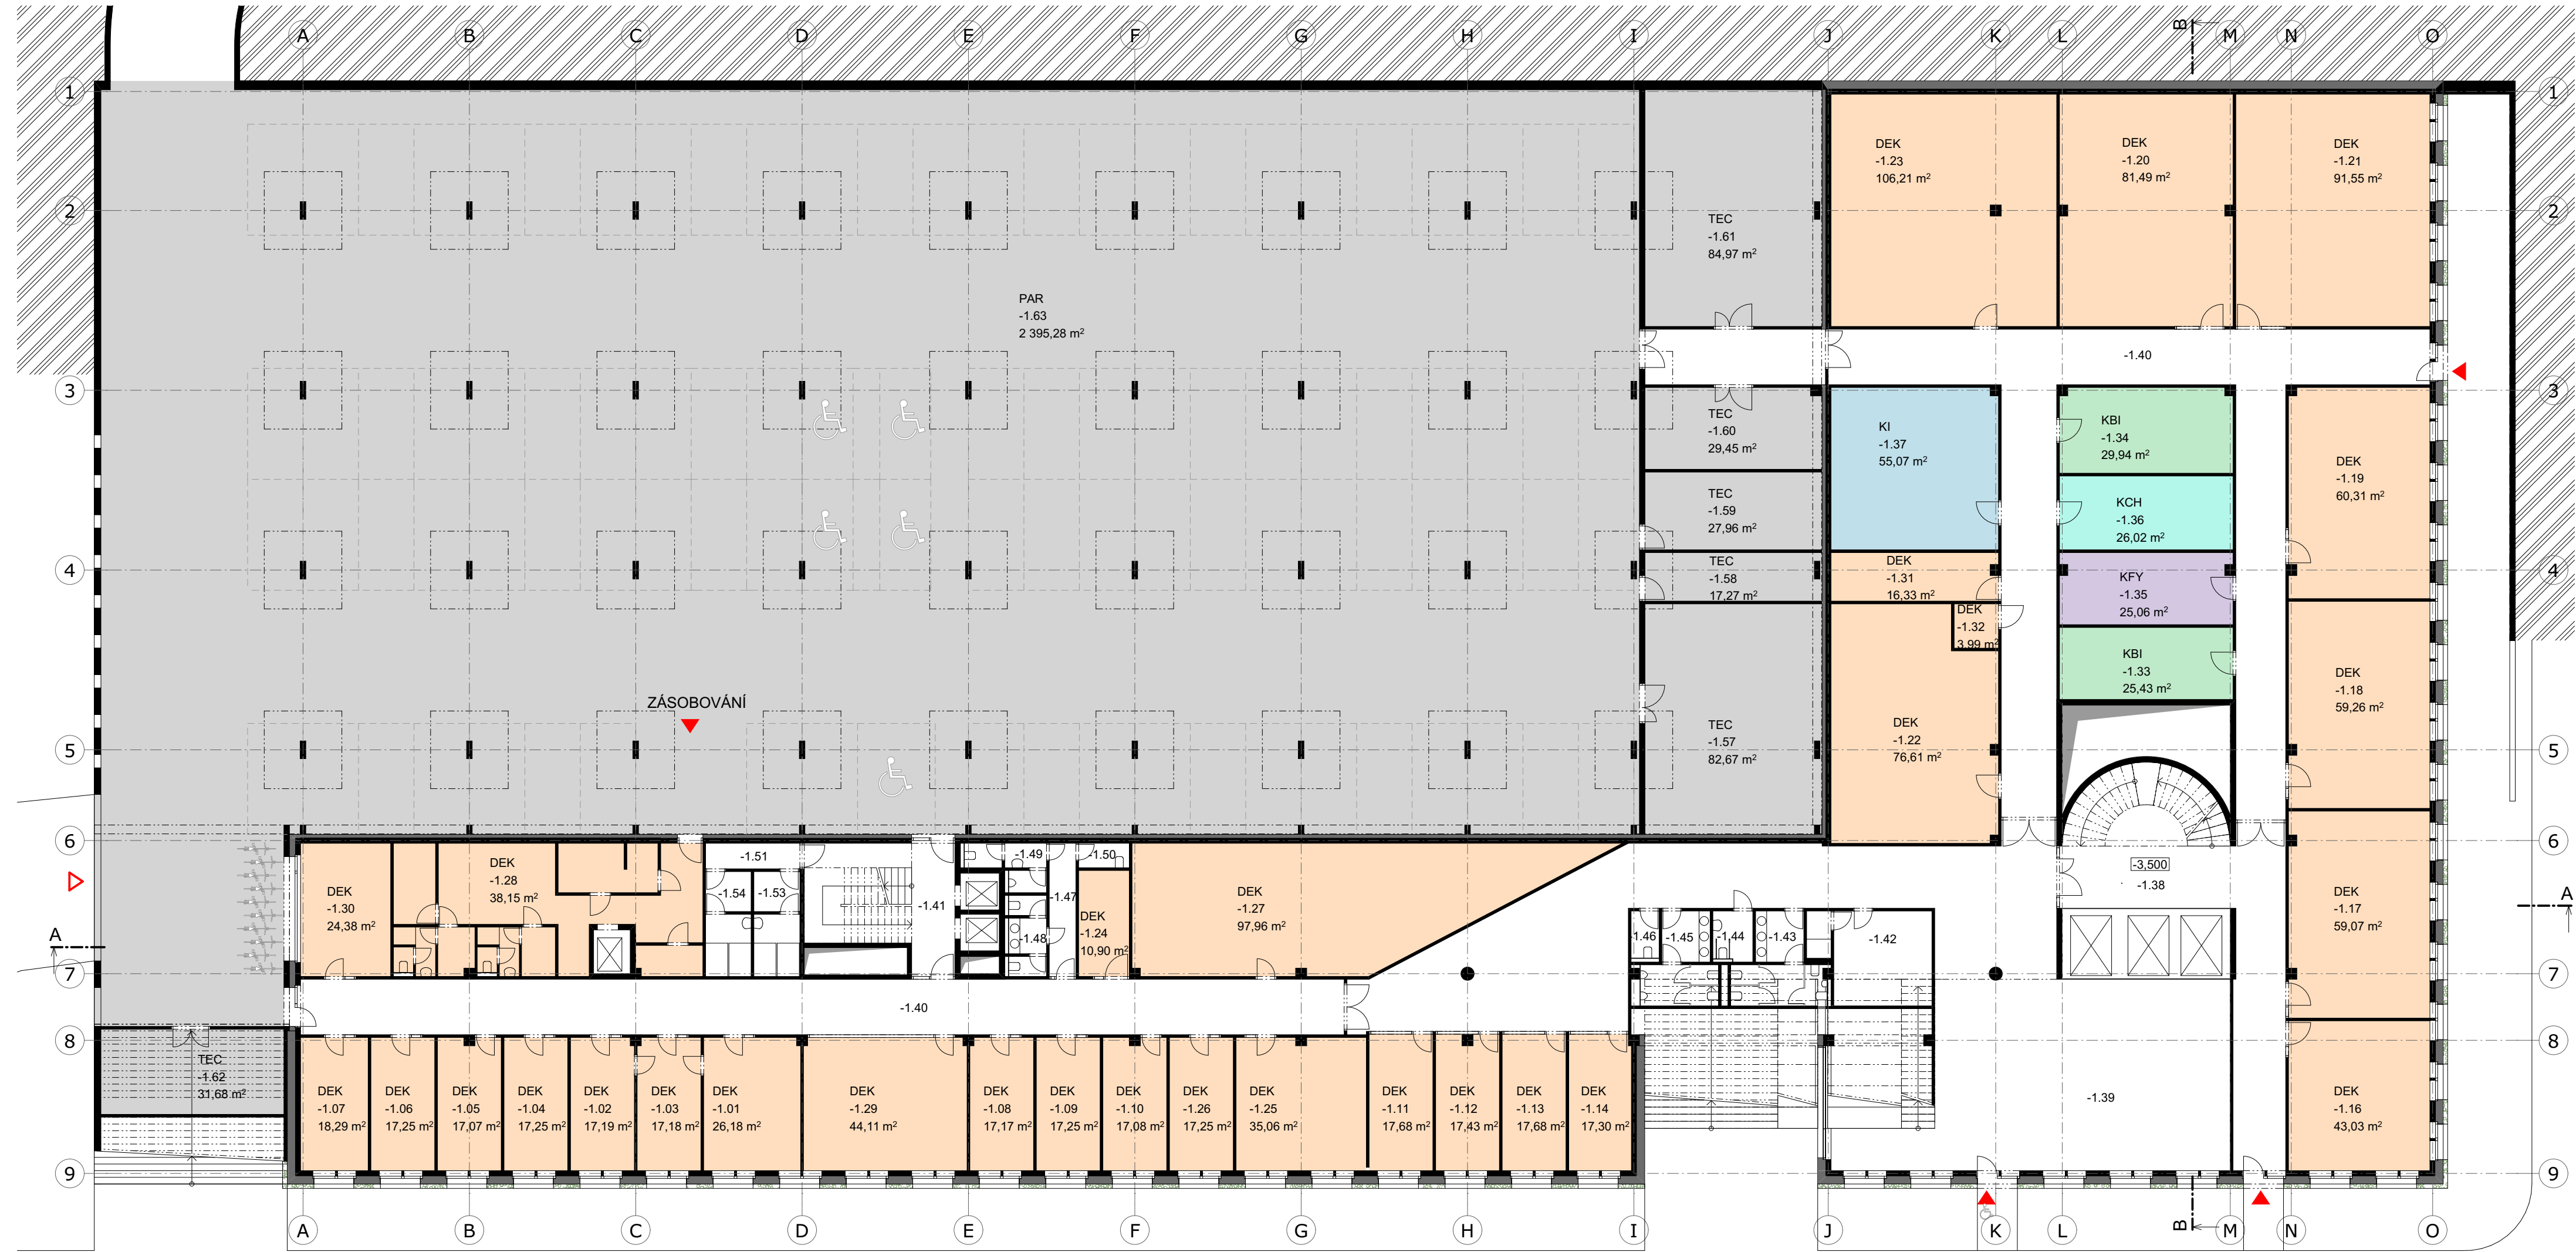 A B C D E F G H I J K L M N O
B
1 1
DEK
-1.23
106,21 m²
DEK
-1.20
81,49 m²
DEK
-1.21
91,55 m²
2 2
TEC
-1.61
84,97 m²
PAR
-1.63
2 395,28 m²
-1.40
3 3
TEC
-1.60
29,45 m²
KI
-1.37
55,07 m²
KBI
-1.34
29,94 m²
DEK
-1.19
60,31 m²
TEC
-1.59
27,96 m²
KCH
-1.36
26,02 m²
4 4
TEC
-1.58
17,27 m²
DEK
-1.31
16,33 m²
KFY
-1.35
25,06 m²
DEK
-1.32
3,99 m²
KBI
-1.33
25,43 m²
DEK
-1.18
59,26 m²
ZÁSOBOVÁNÍ
5 5
TEC
-1.57
82,67 m²
DEK
-1.22
76,61 m²
6 6
DEK
-1.30
24,38 m²
DEK
-1.28
38,15 m²
-1.51
-1.54
-1.53
-1.41
-1.49
-1.47
-1.48
-1.50
DEK
-1.24
10,90 m²
DEK
-1.27
97,96 m²
1.46
-1.45
-1.44
-1.43
-1.42
-3,500
-1.38
DEK
-1.17
59,07 m²
A A
7 7
-1.40
8 8
TEC
-1.62
31,68 m²
DEK
-1.07
18,29 m²
DEK
-1.06
17,25 m²
DEK
-1.05
17,07 m²
DEK
-1.04
17,25 m²
DEK
-1.02
17,19 m²
DEK
-1.03
17,18 m²
DEK
-1.01
26,18 m²
DEK
-1.29
44,11 m²
DEK
-1.08
17,17 m²
DEK
-1.09
17,25 m²
DEK
-1.10
17,08 m²
DEK
-1.26
17,25 m²
DEK
-1.25
35,06 m²
DEK
-1.11
17,68 m²
DEK
-1.12
17,43 m²
DEK
-1.13
17,68 m²
DEK
-1.14
17,30 m²
-1.39
DEK
-1.16
43,03 m²
9 9
B
A B C D E F G H I J K L M N O